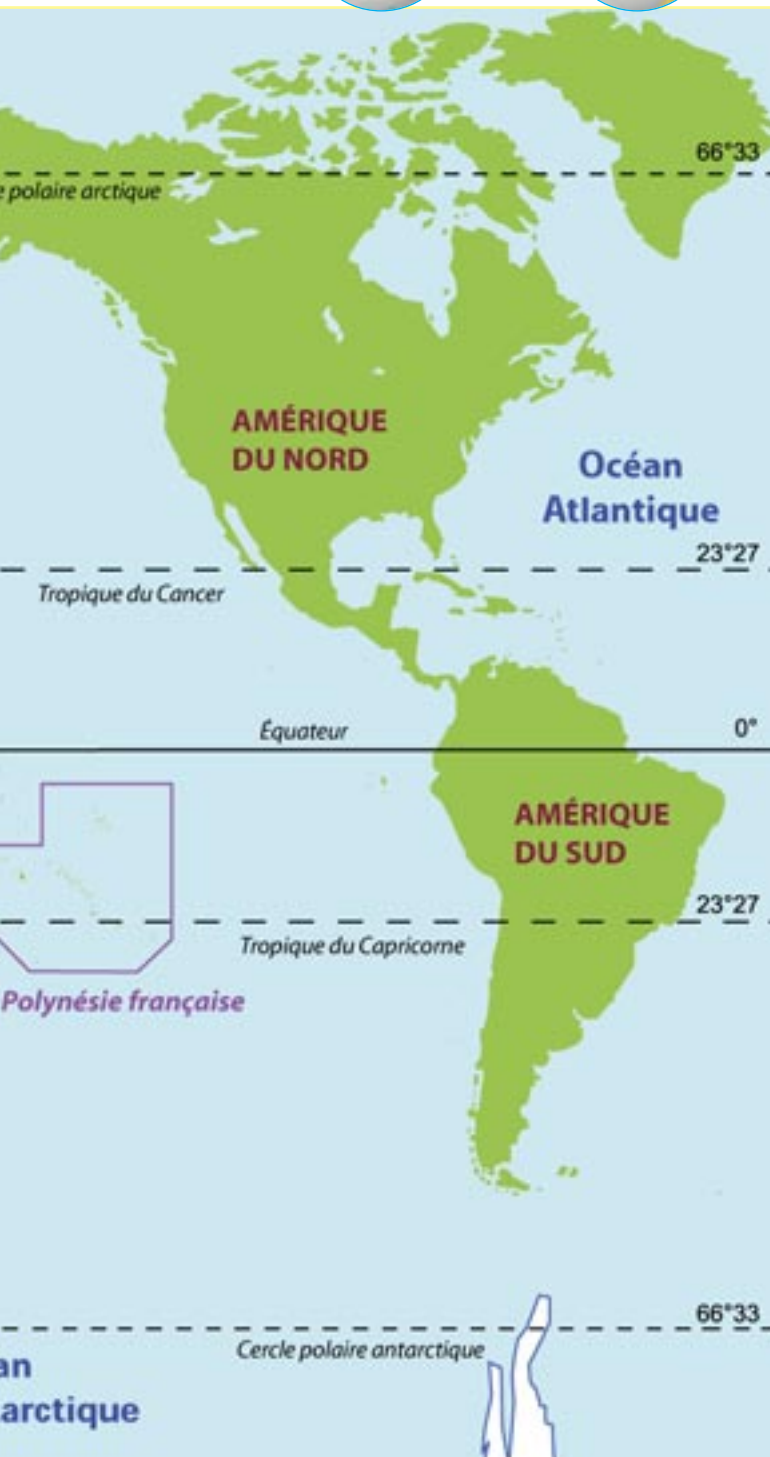 66°33
e polaire arctique
AMÉRIQUE
DU NORD
Océan
Atlantique
23°27
Tropique du Cancer
Équateur
0°
AMÉRIQUE
DU SUD
23°27
Tropique du Capricorne
Polynésie française
66°33
Cercle polaire antarctique
an
arctique